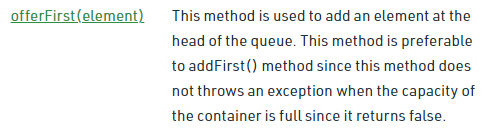 offerFirst(element) This method is used to add an element at the
head of the queue. This method is preferable
to addFirst() method since this method does
not throws an exception when the capacity of
the container is full since it returns false.